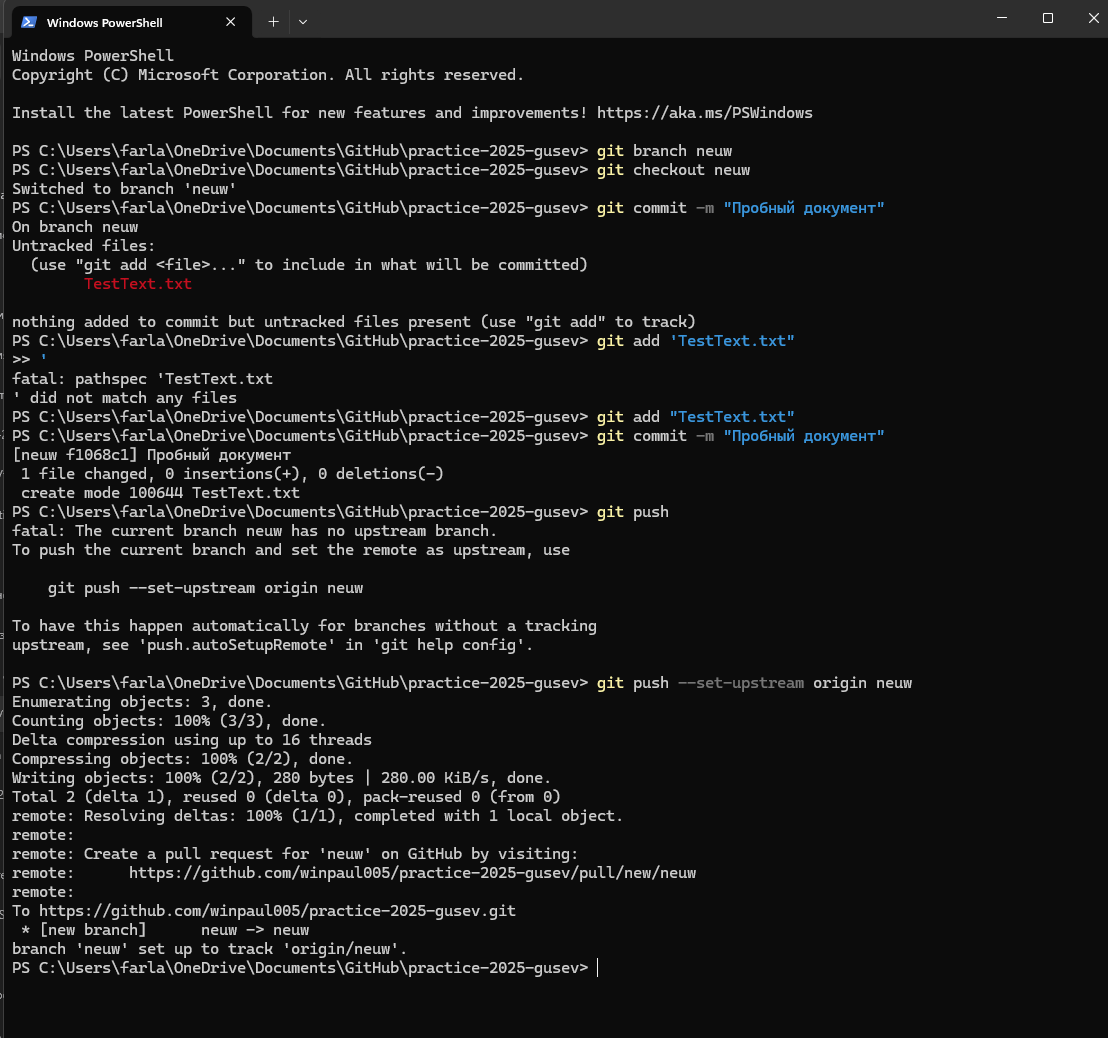 Windows PowerShell
Windows PowerShell
Copyright (C) Microsoft Corporation. All rights reserved.
Install the latest PowerShell for new features and improvements! https://aka.ms/PSWindows
PS C:\Users\farla\OneDrive\Documents\GitHub\practice-2025-gusev> git branch neuw
PS C:\Users\farla\OneDrive\Documents\GitHub\practice-2025-gusev> git checkout neuw
Switched to branch 'neuw'
PS C:\Users\farla\OneDrive\Documents\GitHub\practice-2025-gusev> git commit -m "Пробный документ"
On branch neuw
Untracked files:
  (use "git add <file>..." to include in what will be committed)
        TestText.txt
nothing added to commit but untracked files present (use "git add" to track)
PS C:\Users\farla\OneDrive\Documents\GitHub\practice-2025-gusev> git add 'TestText.txt"
>> '
fatal: pathspec 'TestText.txt
' did not match any files
PS C:\Users\farla\OneDrive\Documents\GitHub\practice-2025-gusev> git add "TestText.txt"
PS C:\Users\farla\OneDrive\Documents\GitHub\practice-2025-gusev> git commit -m "Пробный документ"
[neuw f1068c1] Пробный документ
 1 file changed, 0 insertions(+), 0 deletions(-)
 create mode 100644 TestText.txt
PS C:\Users\farla\OneDrive\Documents\GitHub\practice-2025-gusev> git push
fatal: The current branch neuw has no upstream branch.
To push the current branch and set the remote as upstream, use
    git push --set-upstream origin neuw
To have this happen automatically for branches without a tracking
upstream, see 'push.autoSetupRemote' in 'git help config'.
PS C:\Users\farla\OneDrive\Documents\GitHub\practice-2025-gusev> git push --set-upstream origin neuw
Enumerating objects: 3, done.
Counting objects: 100% (3/3), done.
Delta compression using up to 16 threads
Compressing objects: 100% (2/2), done.
Writing objects: 100% (2/2), 280 bytes | 280.00 KiB/s, done.
Total 2 (delta 1), reused 0 (delta 0), pack-reused 0 (from 0)
remote: Resolving deltas: 100% (1/1), completed with 1 local object.
remote:
remote: Create a pull request for 'neuw' on GitHub by visiting:
remote:      https://github.com/winpaul005/practice-2025-gusev/pull/new/neuw
remote:
To https://github.com/winpaul005/practice-2025-gusev.git
 * [new branch]      neuw -> neuw
branch 'neuw' set up to track 'origin/neuw'.
PS C:\Users\farla\OneDrive\Documents\GitHub\practice-2025-gusev>